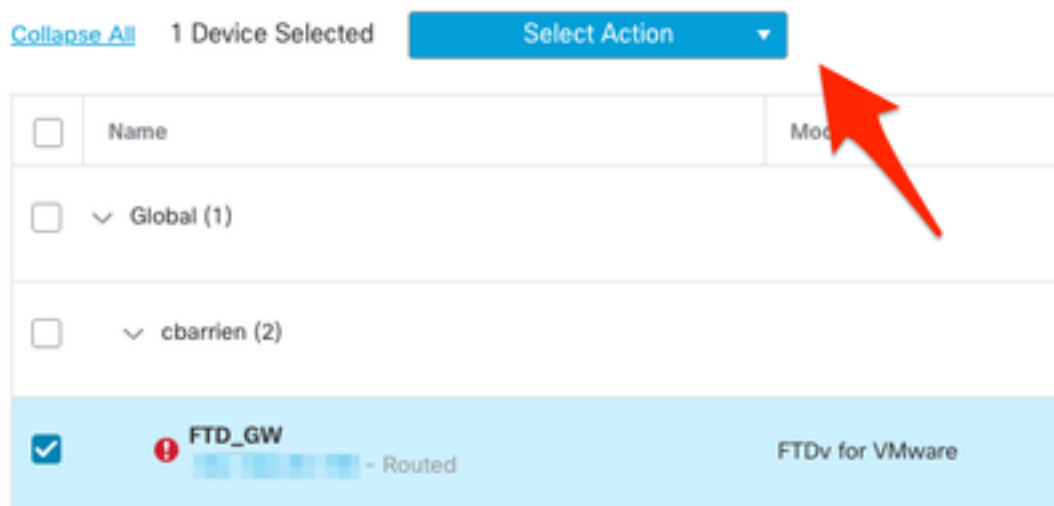 Collapse All 1 Device Selected Select Action
Name
Global (1)
cbarrien (2)
FTD_GW
- Routed
FTDv for VMware